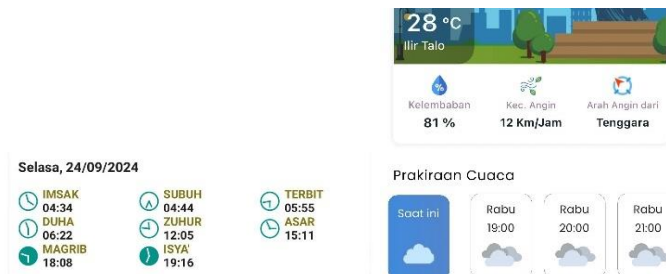 28 °C
Ilir Talo
Kelembaban
81 %
Kec. Angin
12 Km/Jam
Arah Angin dari
Tenggara
Selasa, 24/09/2024
IMSAK
04:34
SUBUH
04:44
TERBIT
05:55
DUHA
06:22
ZUHUR
12:05
ASAR
15:11
MAGRIB
18:08
ISYA'
19:16
Prakiraan Cuaca
Saat ini
Rabu
19:00
Rabu
20:00
Rabu
21:00